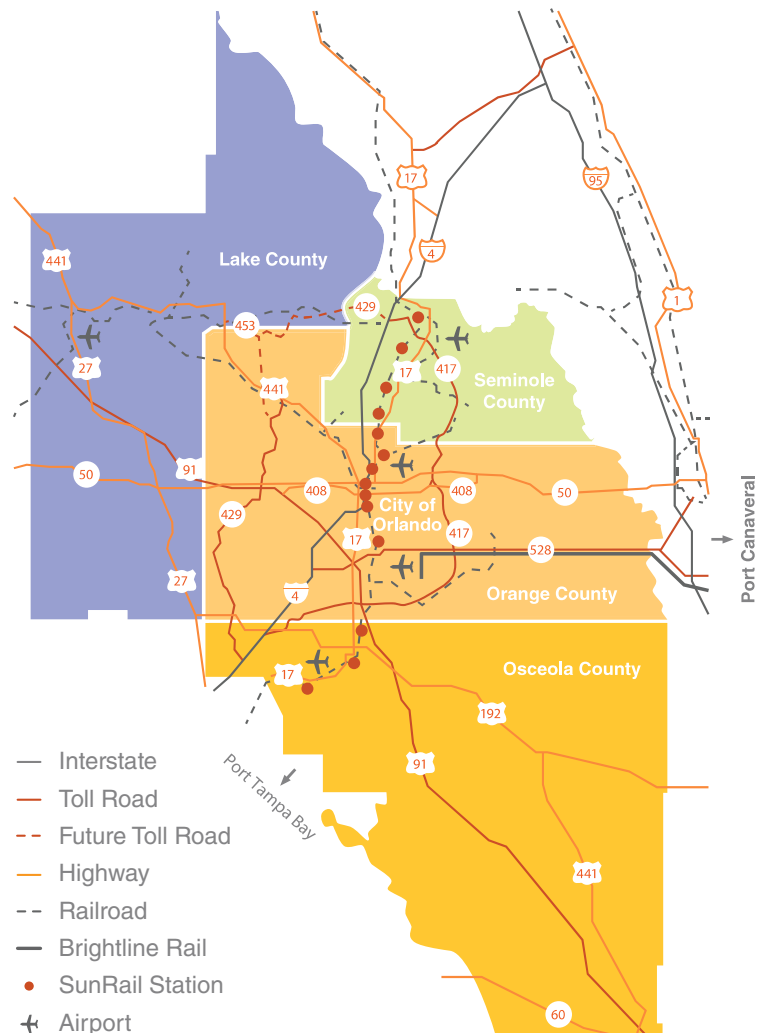 17
95
4
441
Lake County
1
453
429
27
17
417
Seminole
County
441
91
50
408
408
50
City of
Orlando
429
17
417
528
Port Canaveral
27
4
Orange County
Osceola County
17
192
91
Port Tampa Bay
441
60
Interstate
Toll Road
Future Toll Road
Highway
Railroad
Brightline Rail
SunRail Station
Airport